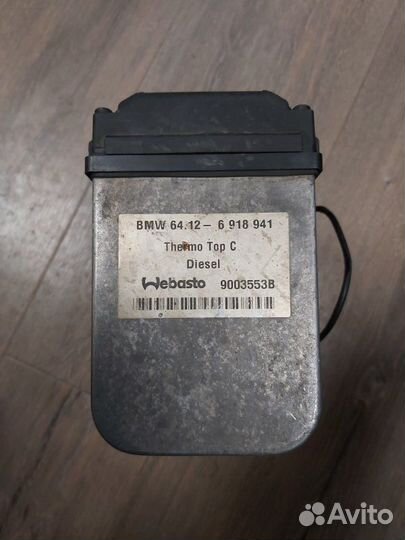 BMW 64.12- 6 918 941
Thermo Top C
Diesel
Webasto 9003553B
Avito